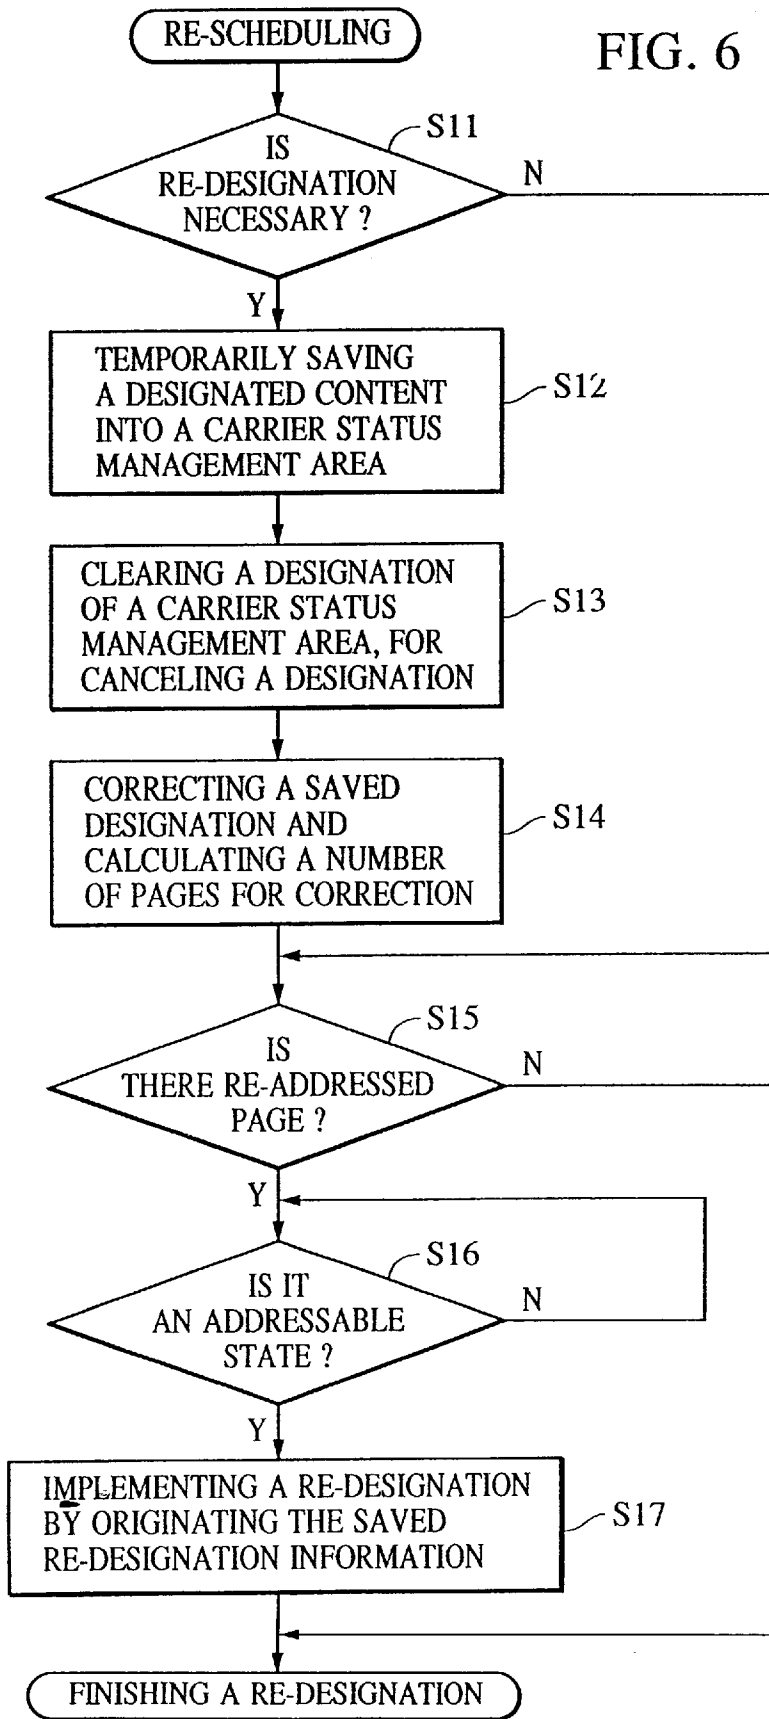 RE-SCHEDULING
FIG. 6
S11
IS
RE-DESIGNATION
NECESSARY ?
N
Y
TEMPORARILY SAVING
A DESIGNATED CONTENT
INTO A CARRIER STATUS
MANAGEMENT AREA
S12
CLEARING A DESIGNATION
OF A CARRIER STATUS
MANAGEMENT AREA, FOR
CANCELING A DESIGNATION
S13
CORRECTING A SAVED
DESIGNATION AND
CALCULATING A NUMBER
OF PAGES FOR CORRECTION
S14
S15
IS
THERE RE-ADDRESSED
PAGE ?
N
Y
S16
IS IT
AN ADDRESSABLE
STATE ?
N
Y
IMPLEMENTING A RE-DESIGNATION
BY ORIGINATING THE SAVED
RE-DESIGNATION INFORMATION
S17
FINISHING A RE-DESIGNATION